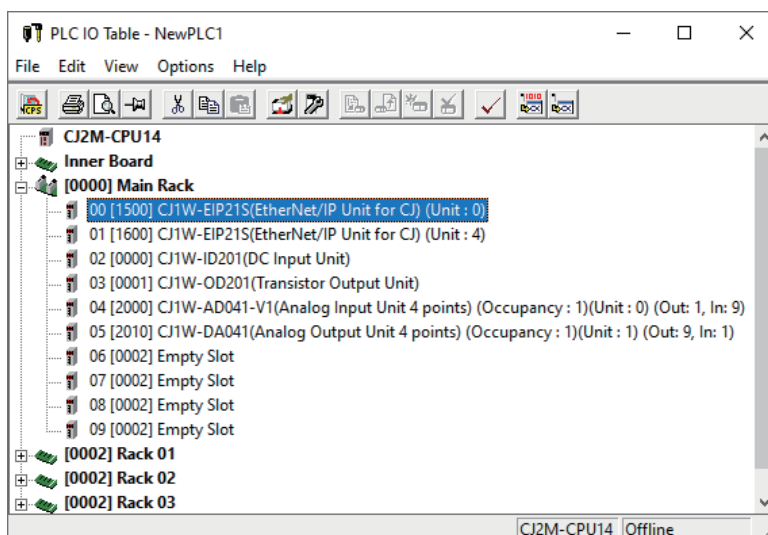 PLC IO Table - NewPLC1
File Edit View Options Help
CJ2M-CPU14
Inner Board
[0000] Main Rack
00 [1500] CJ1W-EIP21S(EtherNet/IP Unit for CJ) (Unit : 0)
01 [1600] CJ1W-EIP21S(EtherNet/IP Unit for CJ) (Unit : 4)
02 [0000] CJ1W-ID201(DC Input Unit)
03 [0001] CJ1W-OD201(Transistor Output Unit)
04 [2000] CJ1W-AD041-V1(Analog Input Unit 4 points) (Occupancy : 1)(Unit : 0) (Out: 1, In: 9)
05 [2010] CJ1W-DA041(Analog Output Unit 4 points) (Occupancy : 1)(Unit : 1) (Out: 9, In: 1)
06 [0002] Empty Slot
07 [0002] Empty Slot
08 [0002] Empty Slot
09 [0002] Empty Slot
[0002] Rack 01
[0002] Rack 02
[0002] Rack 03
CJ2M-CPU14 Offline